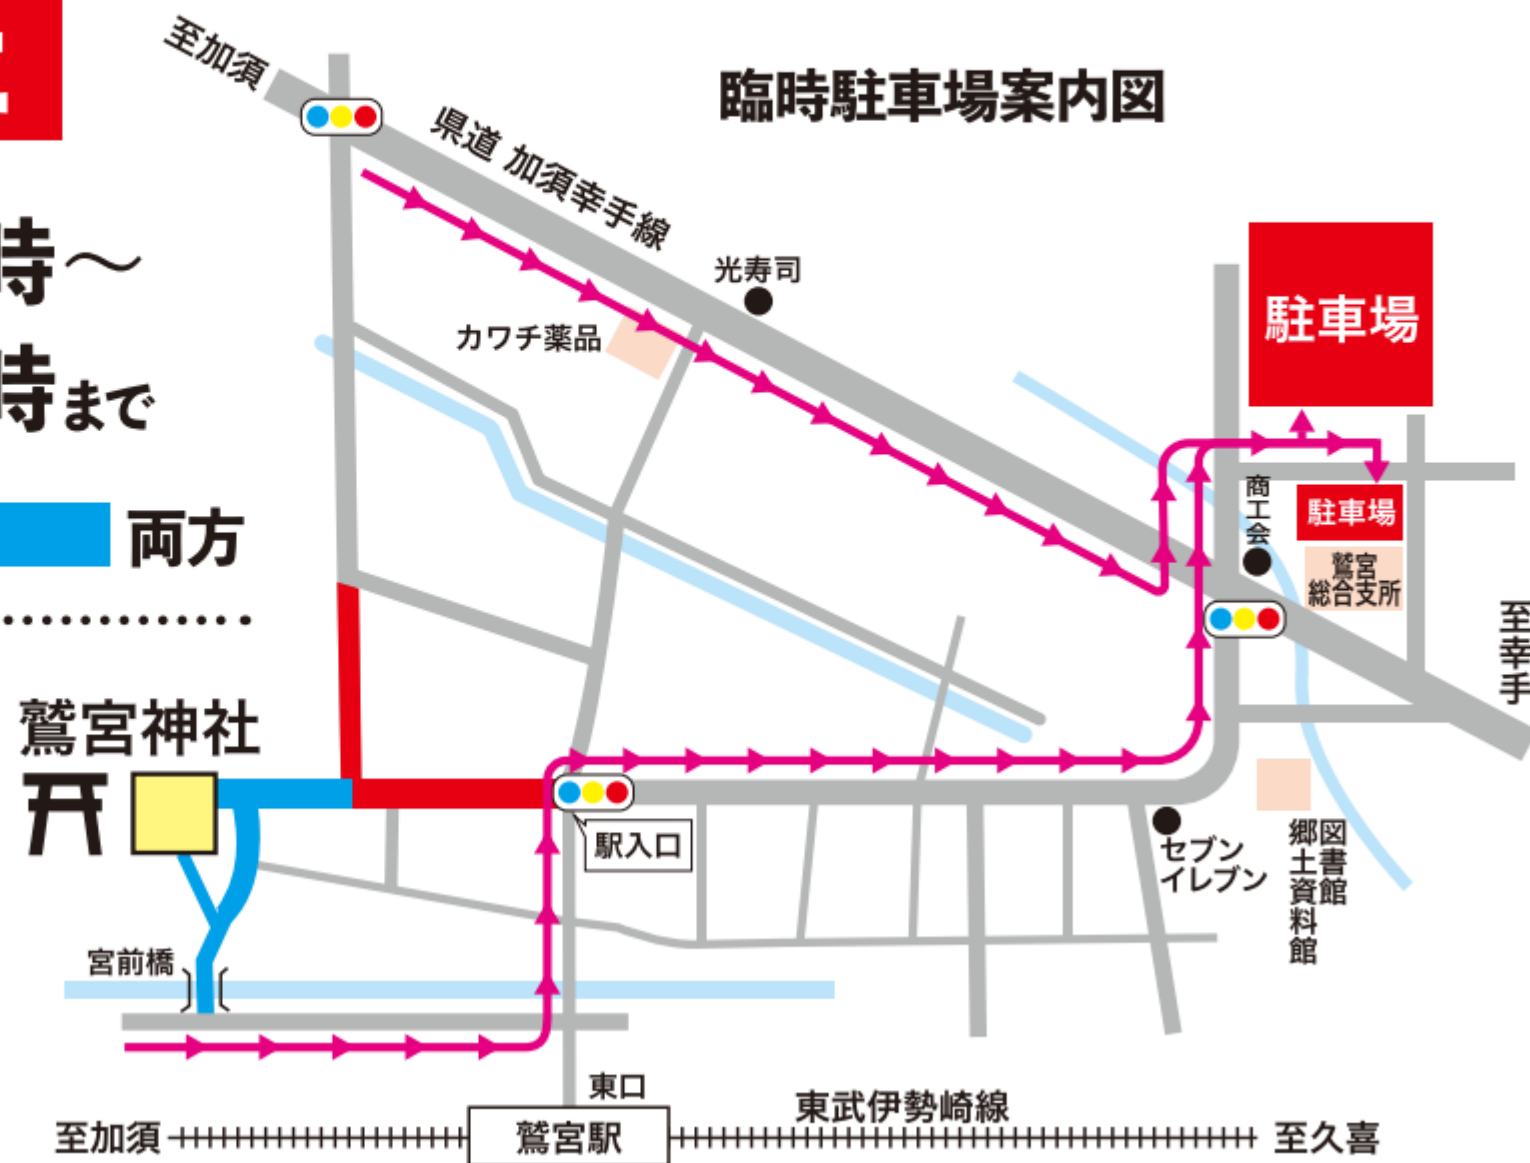 臨時駐車場案内図
至加須
県道 加須幸手線
時～
時まで
両方
光寿司
カワチ薬品
駐車場
商工会
駐車場
鷲宮
総合支所
至幸手
鷲宮神社
駅入口
セブン
イレブン
図書館
郷土資料館
宮前橋
東口
東武伊勢崎線
至加須
鷲宮駅
至久喜